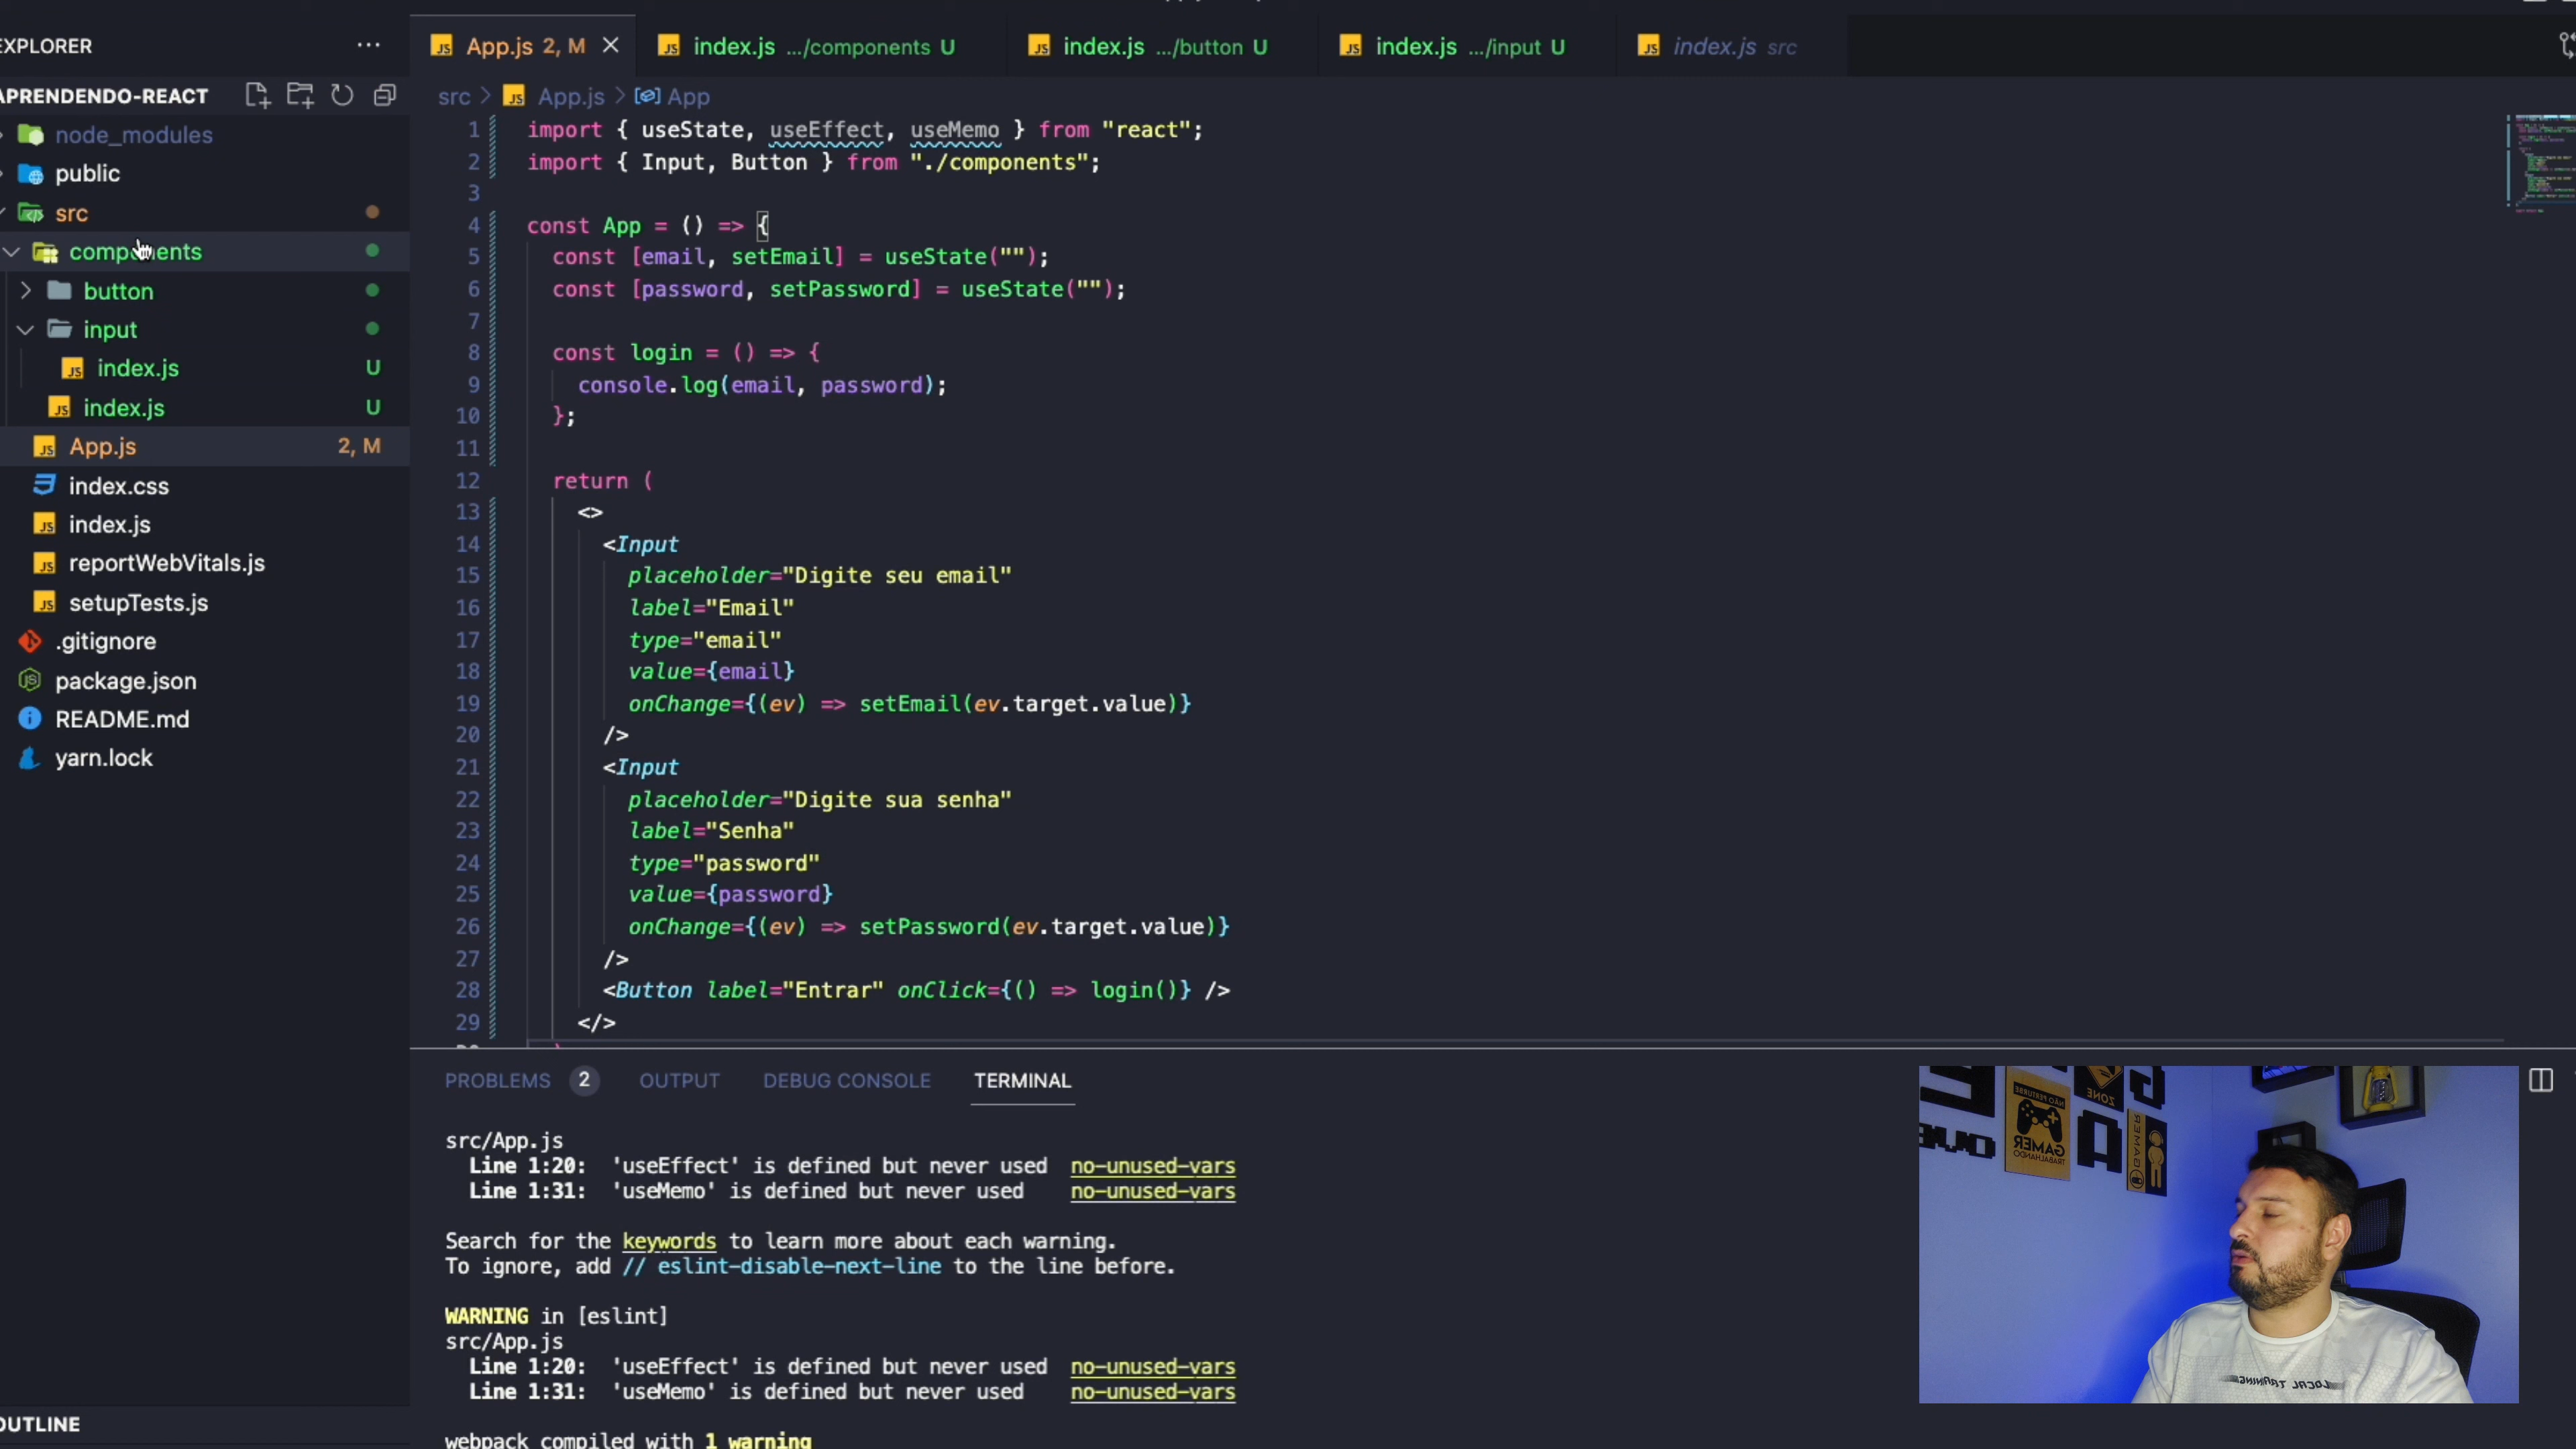 EXPLORER
APRENDENDO-REACT
node_modules
public
src
components
button
input
index.js U
index.js U
App.js 2, M
index.css
index.js
reportWebVitals.js
setupTests.js
.gitignore
package.json
README.md
yarn.lock
OUTLINE
App.js 2, M
index.js .../components U
index.js .../button U
index.js .../input U
index.js src
src > App.js > App
1 import { useState, useEffect, useMemo } from "react";
2 import { Input, Button } from "./components";
3
4 const App = () => {
5 const [email, setEmail] = useState("");
6 const [password, setPassword] = useState("");
7
8 const login = () => {
9 console.log(email, password);
10 };
11
12 return (
13 <>
14 <Input
15 placeholder="Digite seu email"
16 label="Email"
17 type="email"
18 value={email}
19 onChange={(ev) => setEmail(ev.target.value)}
20 />
21 <Input
22 placeholder="Digite sua senha"
23 label="Senha"
24 type="password"
25 value={password}
26 onChange={(ev) => setPassword(ev.target.value)}
27 />
28 <Button label="Entrar" onClick={() => login()} />
29 </>
PROBLEMS 2 OUTPUT DEBUG CONSOLE TERMINAL
src/App.js
Line 1:20: 'useEffect' is defined but never used no-unused-vars
Line 1:31: 'useMemo' is defined but never used no-unused-vars
Search for the keywords to learn more about each warning.
To ignore, add // eslint-disable-next-line to the line before.
WARNING in [eslint]
src/App.js
Line 1:20: 'useEffect' is defined but never used no-unused-vars
Line 1:31: 'useMemo' is defined but never used no-unused-vars
webpack compiled with 1 warning
NÃO PERTURBE
GAMER
TRABALHANDO
ZONE
GAMER
LOCAL TRAINING